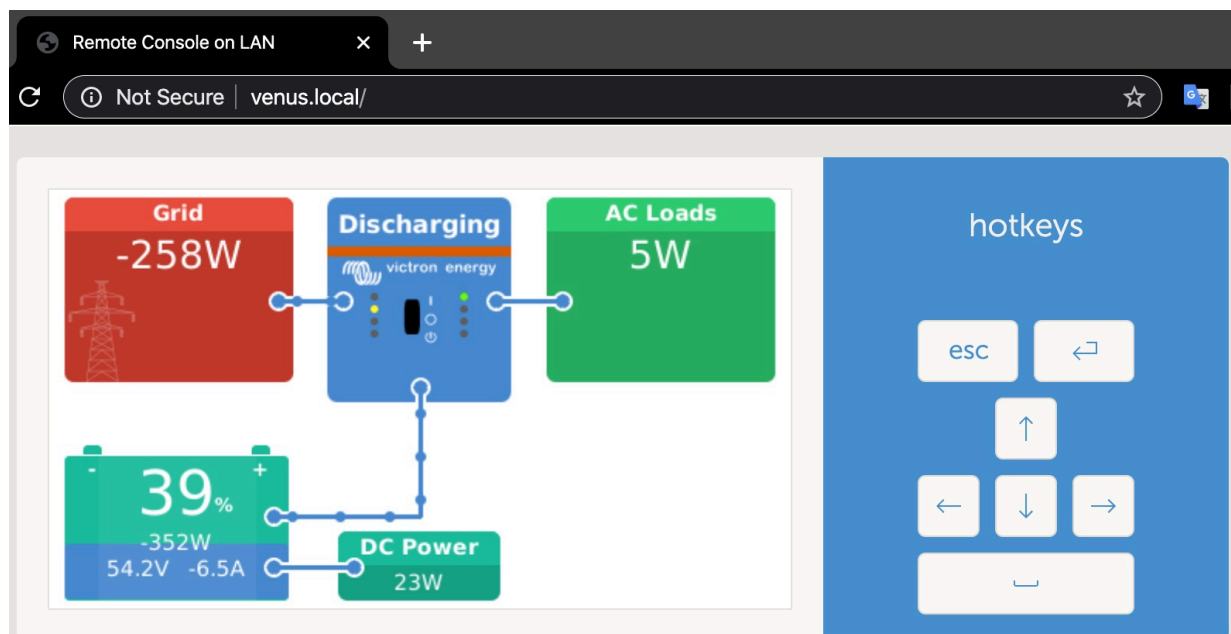 Remote Console on LAN
Not Secure venus.local/
Grid
-258W
Discharging
victron energy
AC Loads
5W
39%
-352W
54.2V -6.5A
- +
DC Power
23W
hotkeys
esc